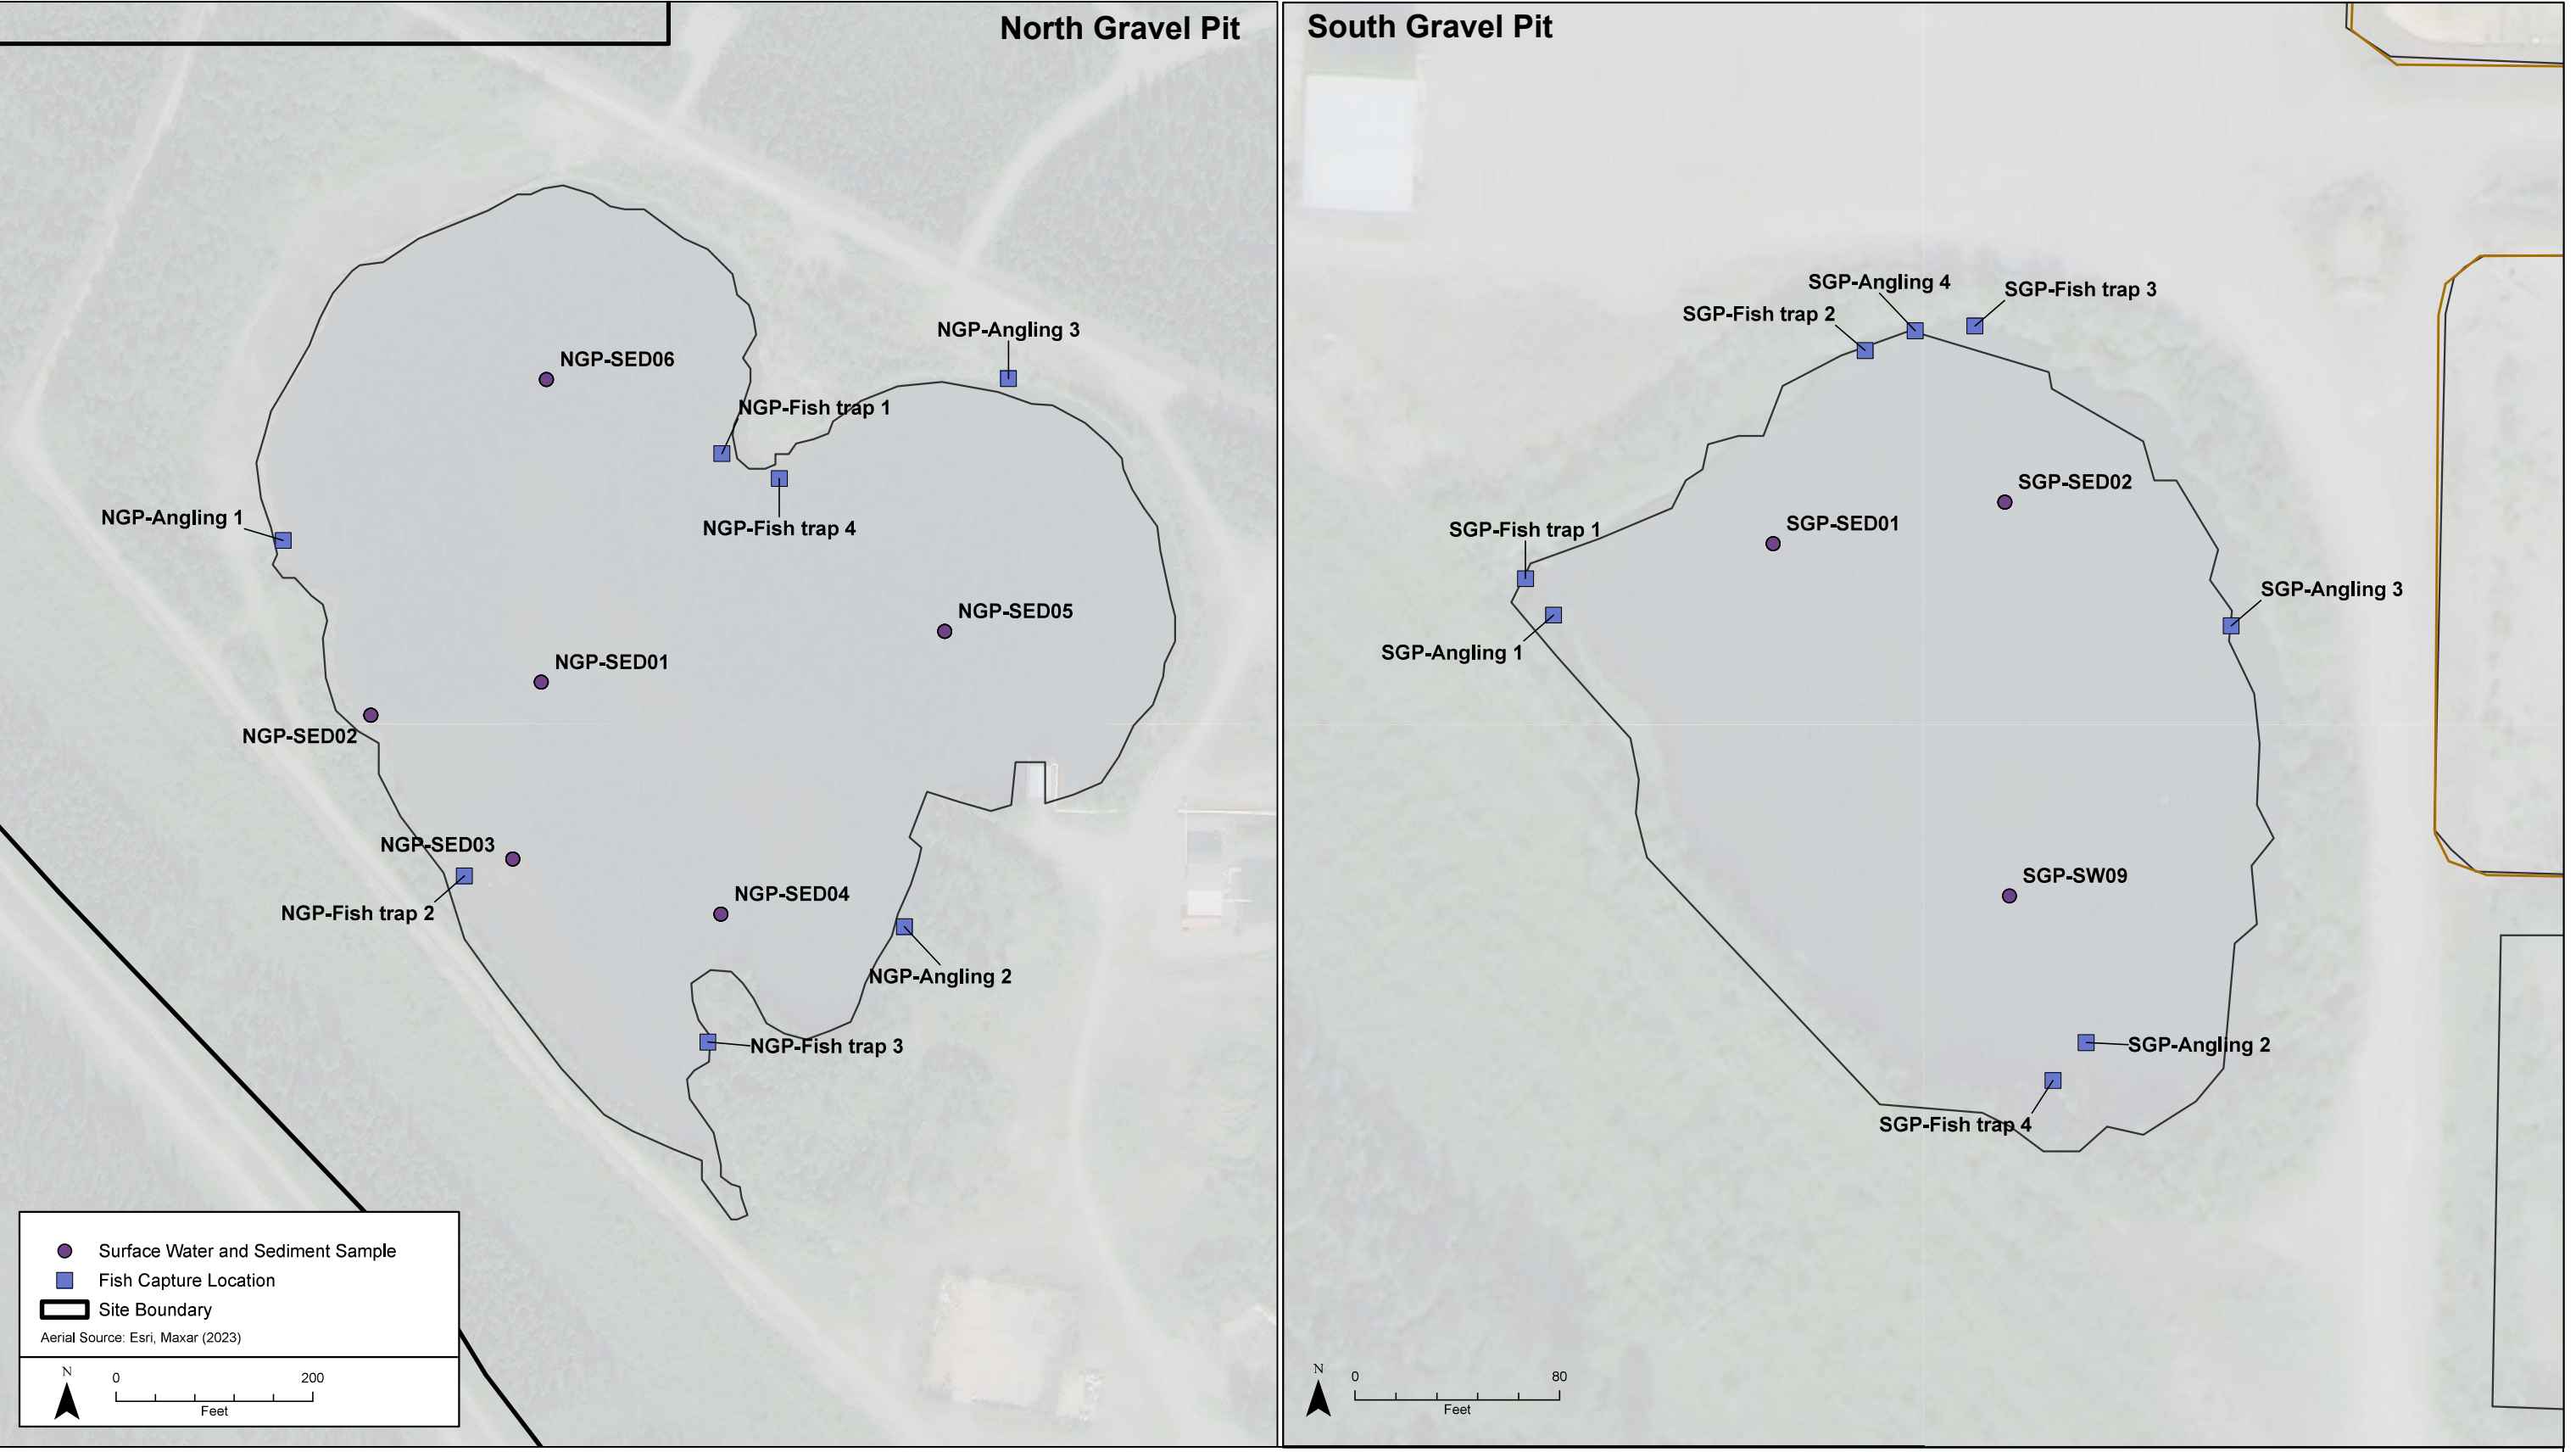 North Gravel Pit
NGP-Angling 3
NGP-SED06
NGP-Fish trap 1
NGP-Angling 1
NGP-Fish trap 4
NGP-SED05
NGP-SED01
NGP-SED02
NGP-SED03
NGP-SED04
NGP-Fish trap 2
NGP-Angling 2
NGP-Fish trap 3
Surface Water and Sediment Sample
Fish Capture Location
Site Boundary
Aerial Source: Esri, Maxar (2023)
N
0 200
Feet
South Gravel Pit
SGP-Angling 4
SGP-Fish trap 3
SGP-Fish trap 2
SGP-SED02
SGP-SED01
SGP-Fish trap 1
SGP-Angling 3
SGP-Angling 1
SGP-SW09
SGP-Angling 2
SGP-Fish trap 4
N
0 80
Feet